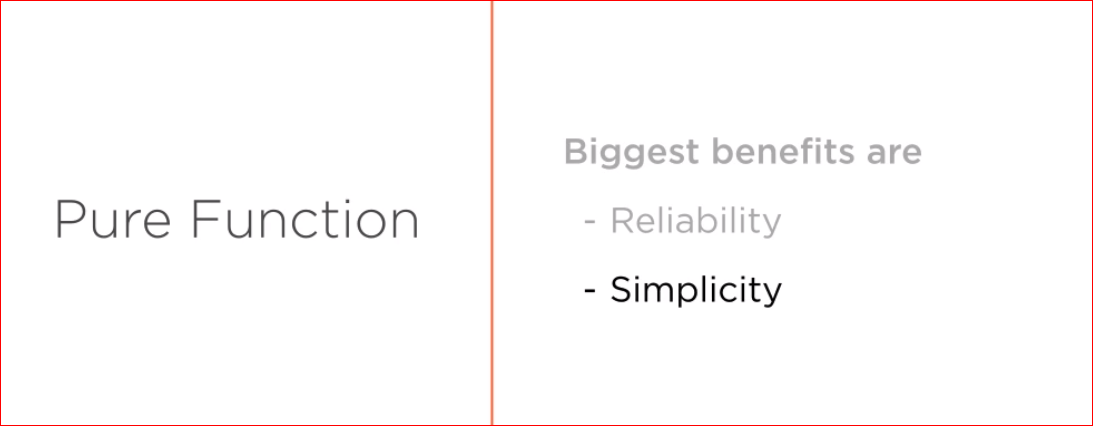 Pure Function
Biggest benefits are
- Reliability
- Simplicity